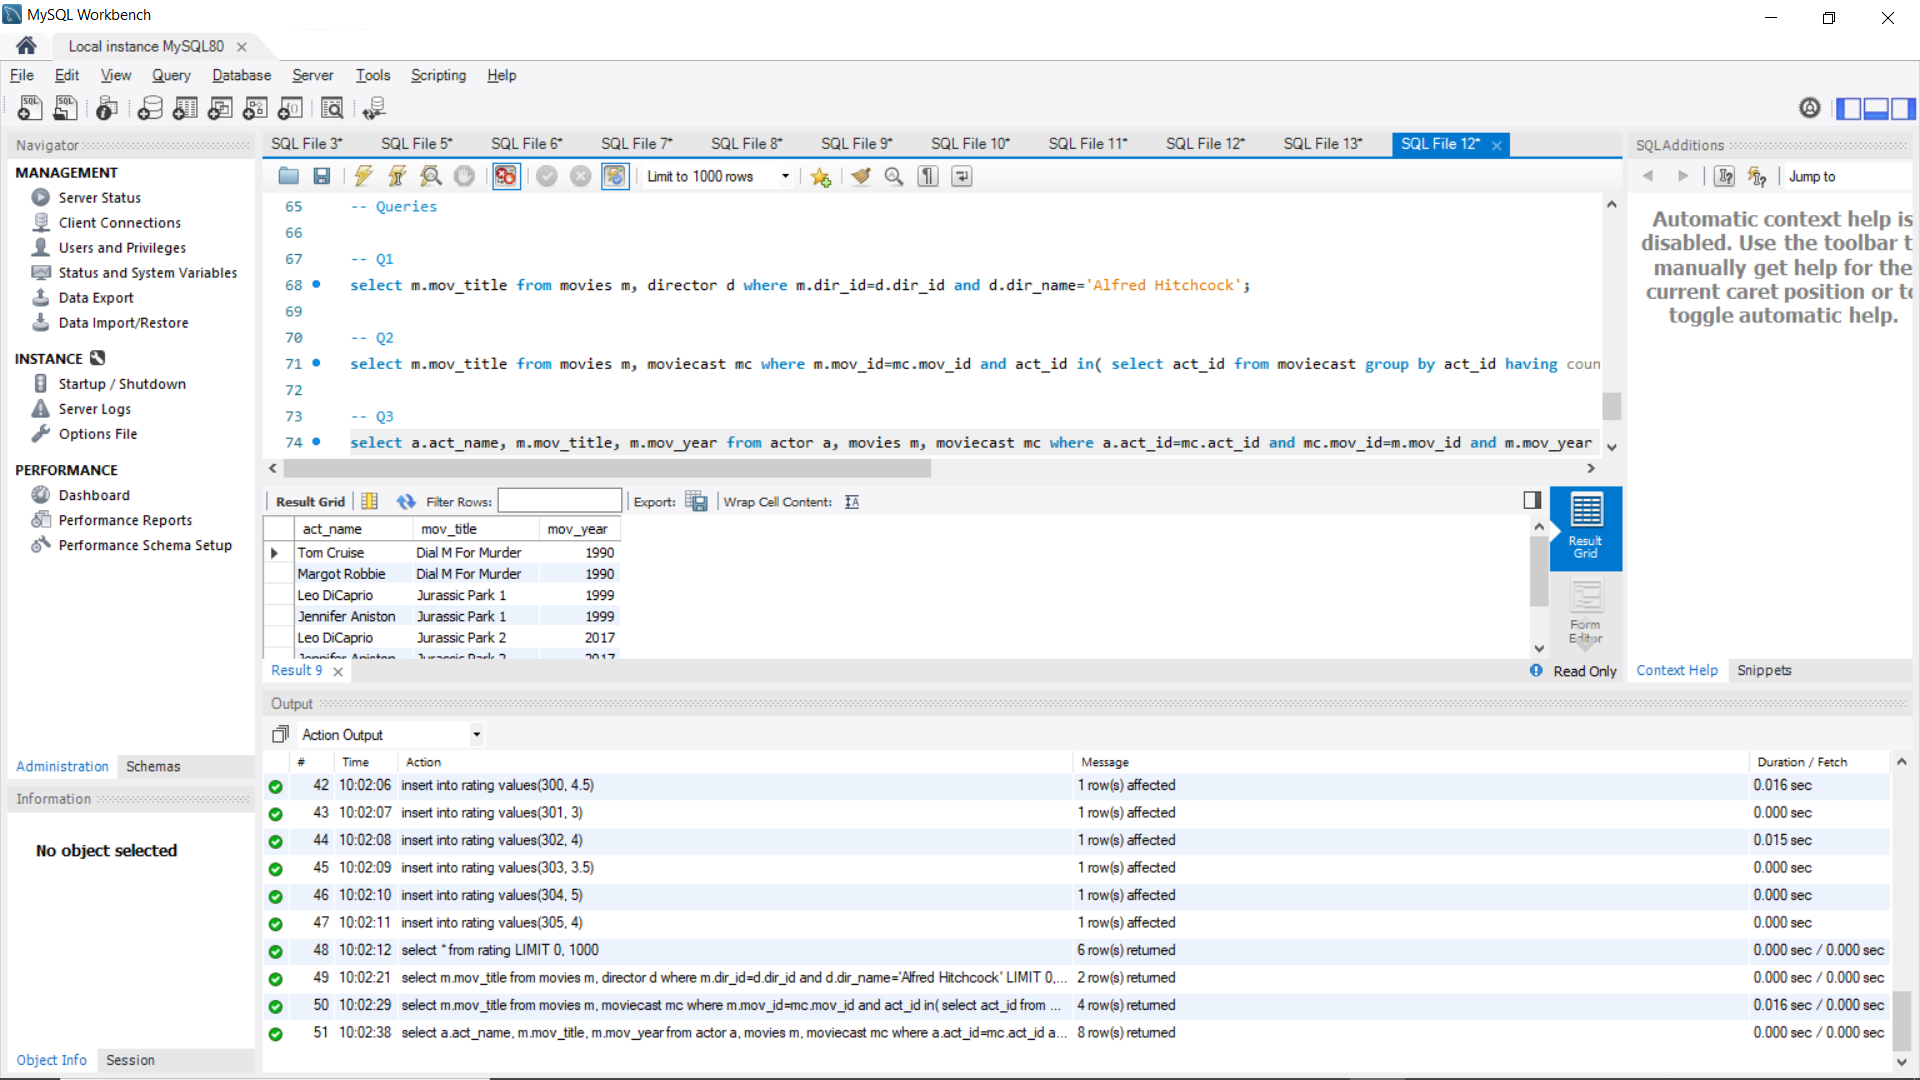 MySQL Workbench
Local instance MySQL80
File Edit View Query Database Server Tools Scripting Help
Navigator
MANAGEMENT
Server Status
Client Connections
Users and Privileges
Status and System Variables
Data Export
Data Import/Restore
INSTANCE
Startup / Shutdown
Server Logs
Options File
PERFORMANCE
Dashboard
Performance Reports
Performance Schema Setup
Administration Schemas
Information
No object selected
Object Info Session
SQL File 3* SQL File 5* SQL File 6* SQL File 7* SQL File 8* SQL File 9* SQL File 10* SQL File 11* SQL File 12* SQL File 13* SQL File 12*
Limit to 1000 rows
65 -- Queries
66
67 -- Q1
68 select m.mov_title from movies m, director d where m.dir_id=d.dir_id and d.dir_name='Alfred Hitchcock';
69
70 -- Q2
71 select m.mov_title from movies m, moviecast mc where m.mov_id=mc.mov_id and act_id in( select act_id from moviecast group by act_id having coun
72
73 -- Q3
74 select a.act_name, m.mov_title, m.mov_year from actor a, movies m, moviecast mc where a.act_id=mc.act_id and mc.mov_id=m.mov_id and m.mov_year
Result Grid Filter Rows: Export: Wrap Cell Content:
act_name mov_title mov_year
Tom Cruise Dial M For Murder 1990
Margot Robbie Dial M For Murder 1990
Leo DiCaprio Jurassic Park 1 1999
Jennifer Aniston Jurassic Park 1 1999
Leo DiCaprio Jurassic Park 2 2017
Jennifer Aniston Jurassic Park 2 2017
Result Grid
Form Editor
Result 9
Read Only
SQLAdditions
Jump to
Automatic context help is
disabled. Use the toolbar t
manually get help for the
current caret position or to
toggle automatic help.
Context Help Snippets
Output
Action Output
# Time Action Message Duration / Fetch
42 10:02:06 insert into rating values(300, 4.5) 1 row(s) affected 0.016 sec
43 10:02:07 insert into rating values(301, 3) 1 row(s) affected 0.000 sec
44 10:02:08 insert into rating values(302, 4) 1 row(s) affected 0.015 sec
45 10:02:09 insert into rating values(303, 3.5) 1 row(s) affected 0.000 sec
46 10:02:10 insert into rating values(304, 5) 1 row(s) affected 0.000 sec
47 10:02:11 insert into rating values(305, 4) 1 row(s) affected 0.000 sec
48 10:02:12 select * from rating LIMIT 0, 1000 6 row(s) returned 0.000 sec / 0.000 sec
49 10:02:21 select m.mov_title from movies m, director d where m.dir_id=d.dir_id and d.dir_name='Alfred Hitchcock' LIMIT 0,... 2 row(s) returned 0.000 sec / 0.000 sec
50 10:02:29 select m.mov_title from movies m, moviecast mc where m.mov_id=mc.mov_id and act_id in( select act_id from ... 4 row(s) returned 0.016 sec / 0.000 sec
51 10:02:38 select a.act_name, m.mov_title, m.mov_year from actor a, movies m, moviecast mc where a.act_id=mc.act_id a... 8 row(s) returned 0.000 sec / 0.000 sec